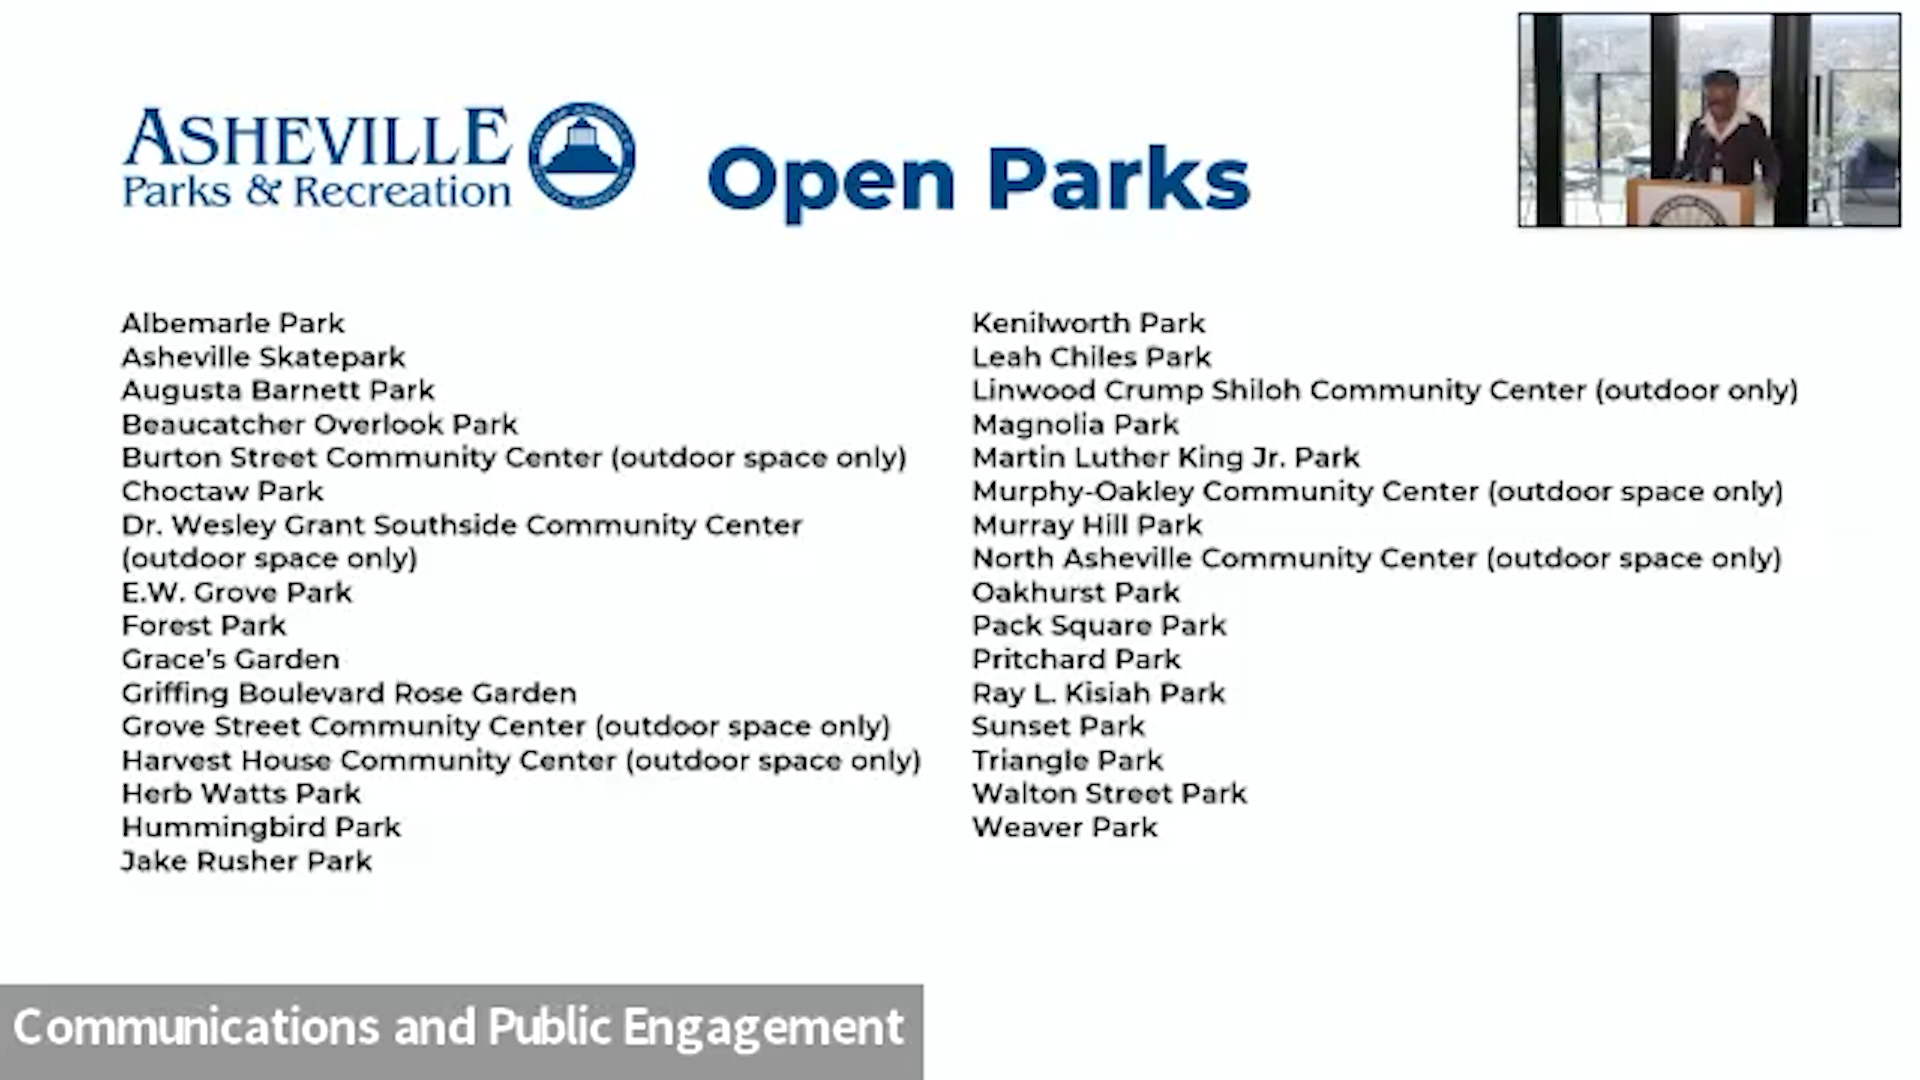 ASHEVILLE
Parks & Recreation
Open Parks
Albemarle Park
Asheville Skatepark
Augusta Barnett Park
Beaucatcher Overlook Park
Burton Street Community Center (outdoor space only)
Choctaw Park
Dr. Wesley Grant Southside Community Center
(outdoor space only)
E.W. Grove Park
Forest Park
Grace's Garden
Griffing Boulevard Rose Garden
Grove Street Community Center (outdoor space only)
Harvest House Community Center (outdoor space only)
Herb Watts Park
Hummingbird Park
Jake Rusher Park
Kenilworth Park
Leah Chiles Park
Linwood Crump Shiloh Community Center (outdoor only)
Magnolia Park
Martin Luther King Jr. Park
Murphy-Oakley Community Center (outdoor space only)
Murray Hill Park
North Asheville Community Center (outdoor space only)
Oakhurst Park
Pack Square Park
Pritchard Park
Ray L. Kisiah Park
Sunset Park
Triangle Park
Walton Street Park
Weaver Park
Communications and Public Engagement